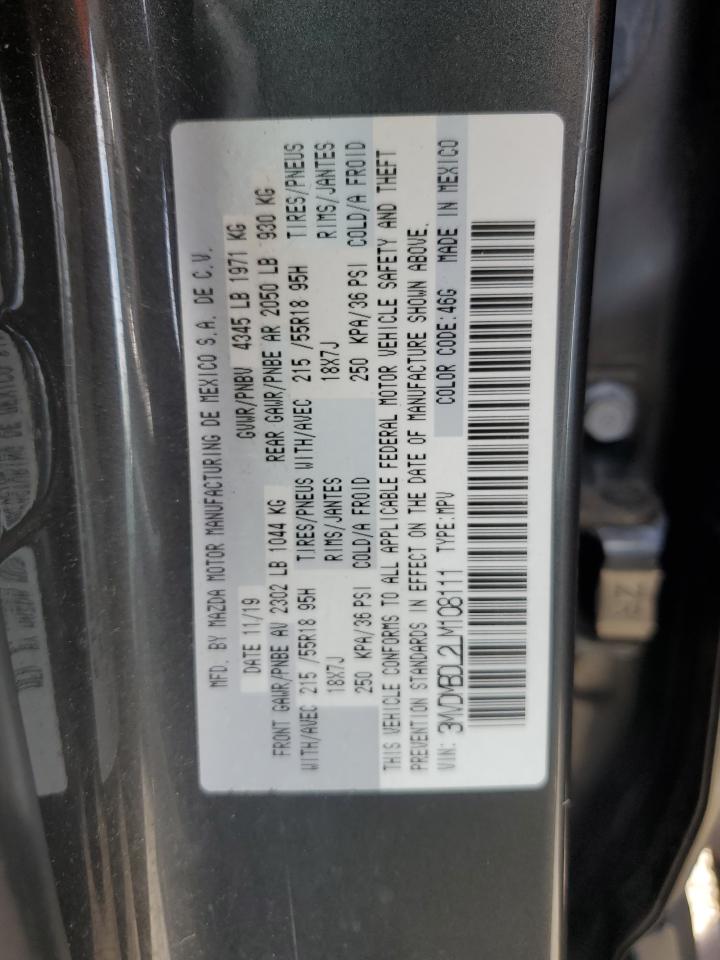 MFD. BY MAZDA MOTOR MANUFACTURING DE MEXICO S.A. DE C.V.
DATE 11/19 GVWR/PNBV 4345 LB 1971 KG
FRONT GAWR/PNBE AV 2302 LB 1044 KG REAR GAWR/PNBE AR 2050 LB 930 KG
WITH/AVEC 215 /55R18 95H TIRES/PNEUS WITH/AVEC 215 /55R18 95H TIRES/PNEUS
18X7J RIMS/JANTES 18X7J RIMS/JANTES
250 KPA/36 PSI COLD/A FROID 250 KPA/36 PSI COLD/A FROID
THIS VEHICLE CONFORMS TO ALL APPLICABLE FEDERAL MOTOR VEHICLE SAFETY AND THEFT
PREVENTION STANDARDS IN EFFECT ON THE DATE OF MANUFACTURE SHOWN ABOVE.
VIN: 3MVDMBDL2LM108111 TYPE:MPV COLOR CODE:46G MADE IN MEXICO